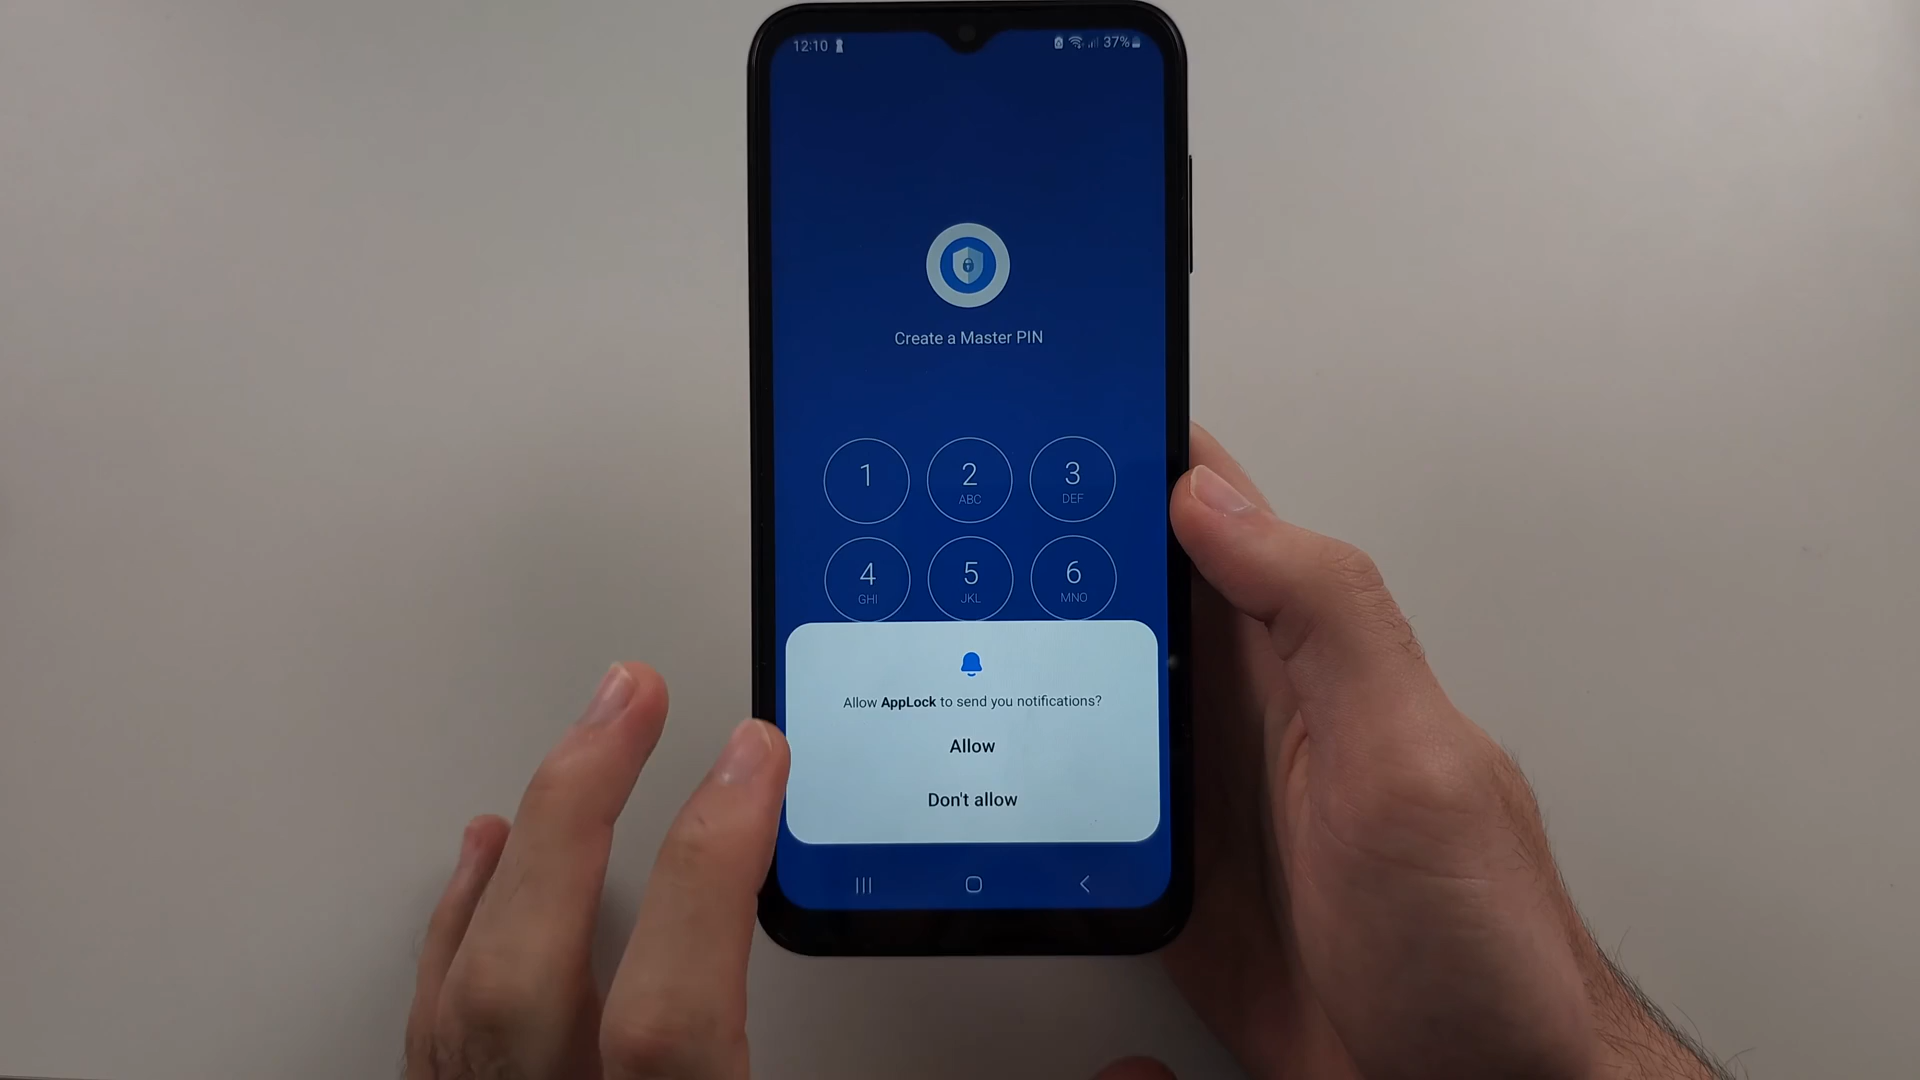 12:10 37%
Create a Master PIN
1 2 3
ABC DEF
4 5 6
GHI JKL MNO
Allow AppLock to send you notifications?
Allow
Don't allow